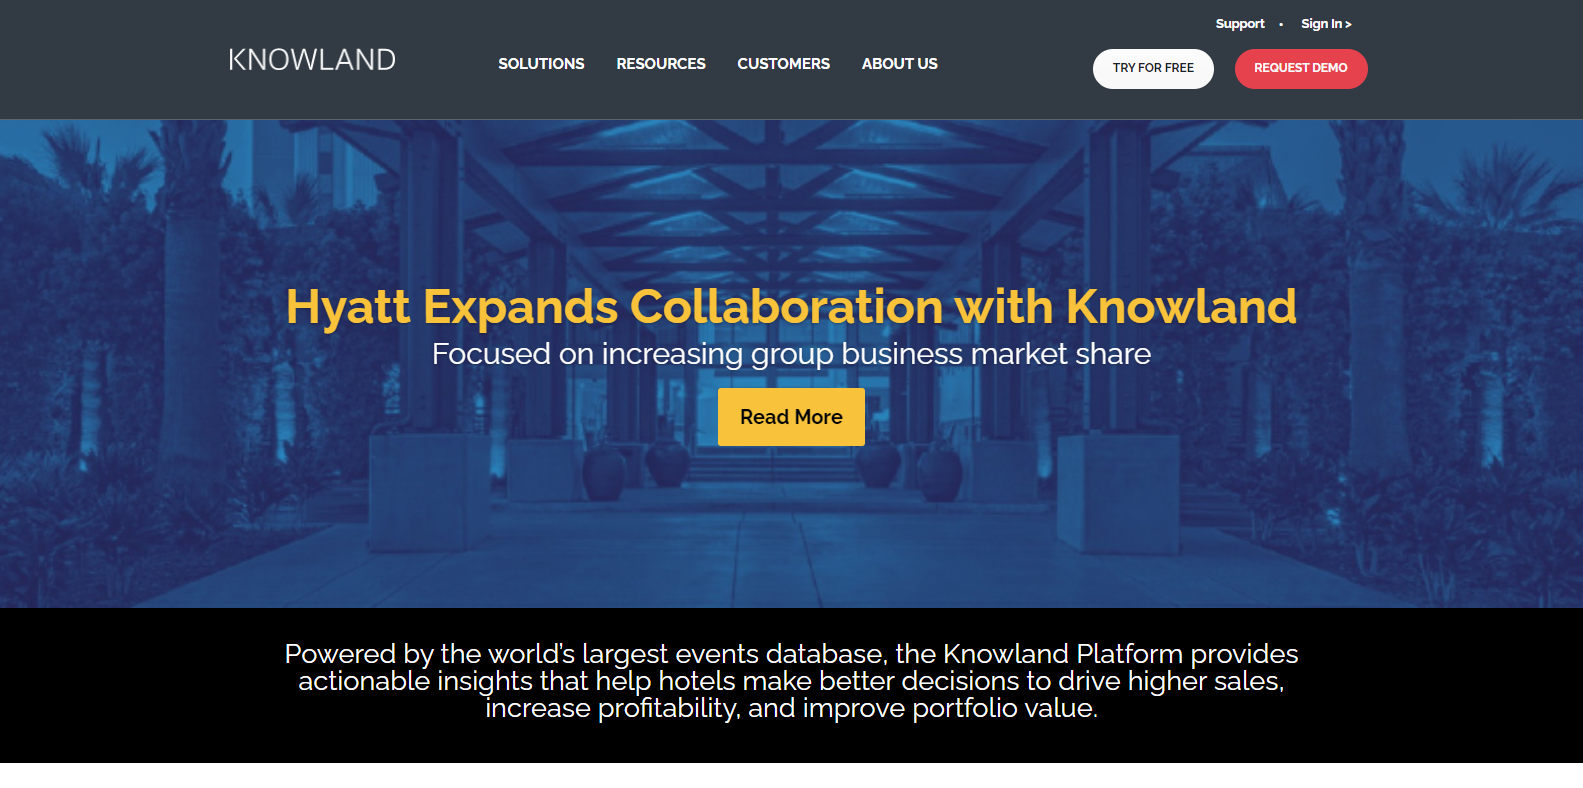 Support • Sign In >
KNOWLAND
SOLUTIONS RESOURCES CUSTOMERS ABOUT US
TRY FOR FREE REQUEST DEMO
Hyatt Expands Collaboration with Knowland
Focused on increasing group business market share
Read More
Powered by the world’s largest events database, the Knowland Platform provides
actionable insights that help hotels make better decisions to drive higher sales,
increase profitability, and improve portfolio value.